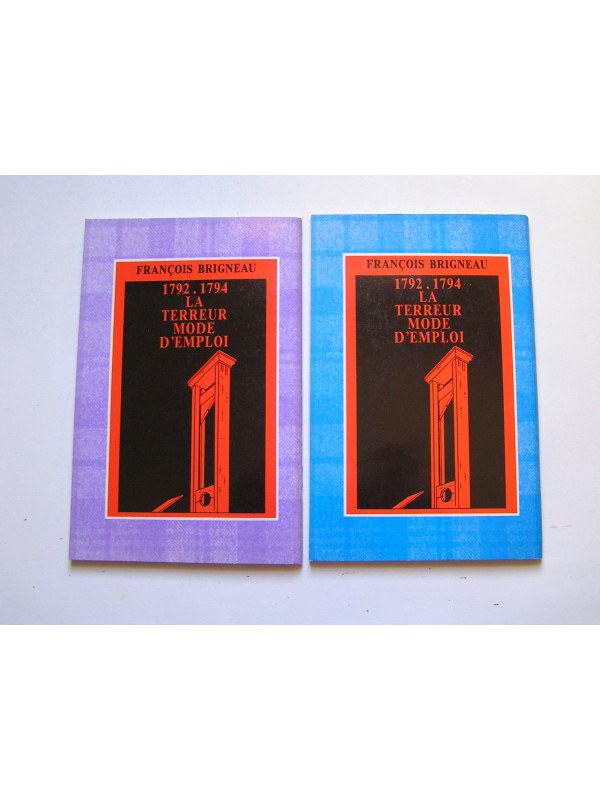 FRANÇOIS BRIGNEAU
1792.1794
LA
TERREUR
MODE
D'EMPLOI
FRANÇOIS BRIGNEAU
1792.1794
LA
TERREUR
MODE
D'EMPLOI